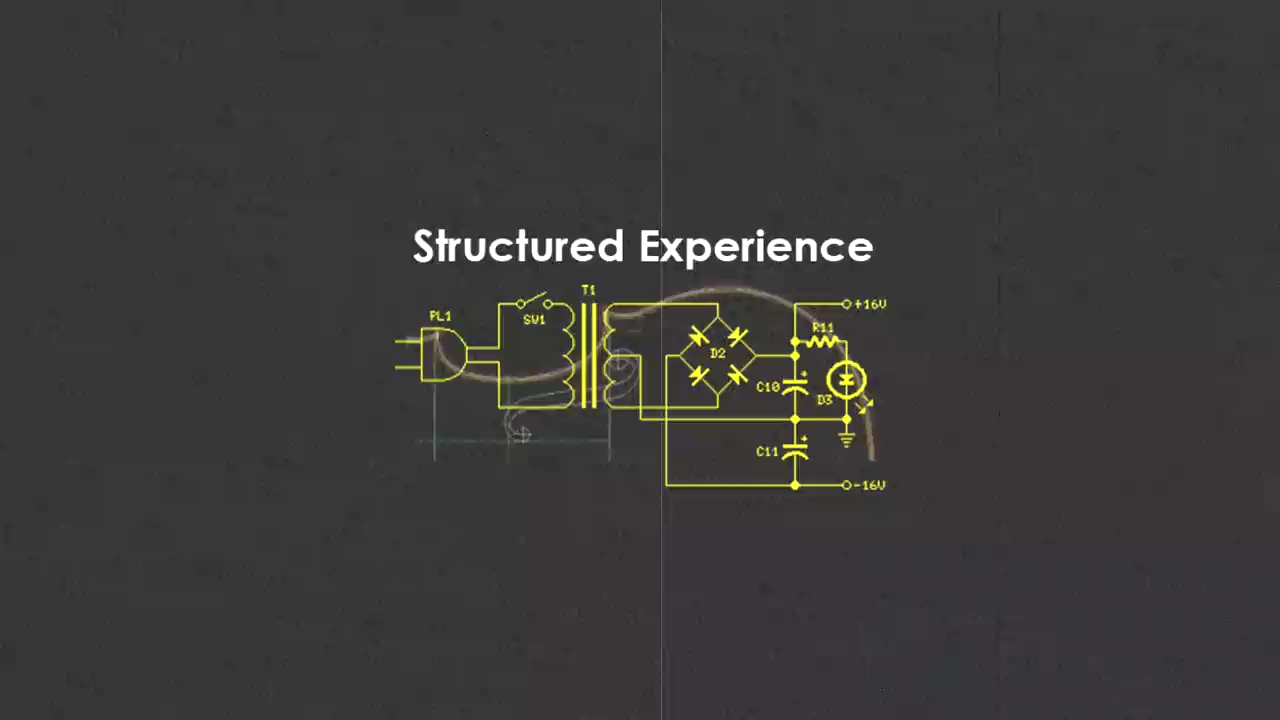 Structured Experience
T1
+16V
PL1
SW1
R11
D2
C10
D3
C11
-16V